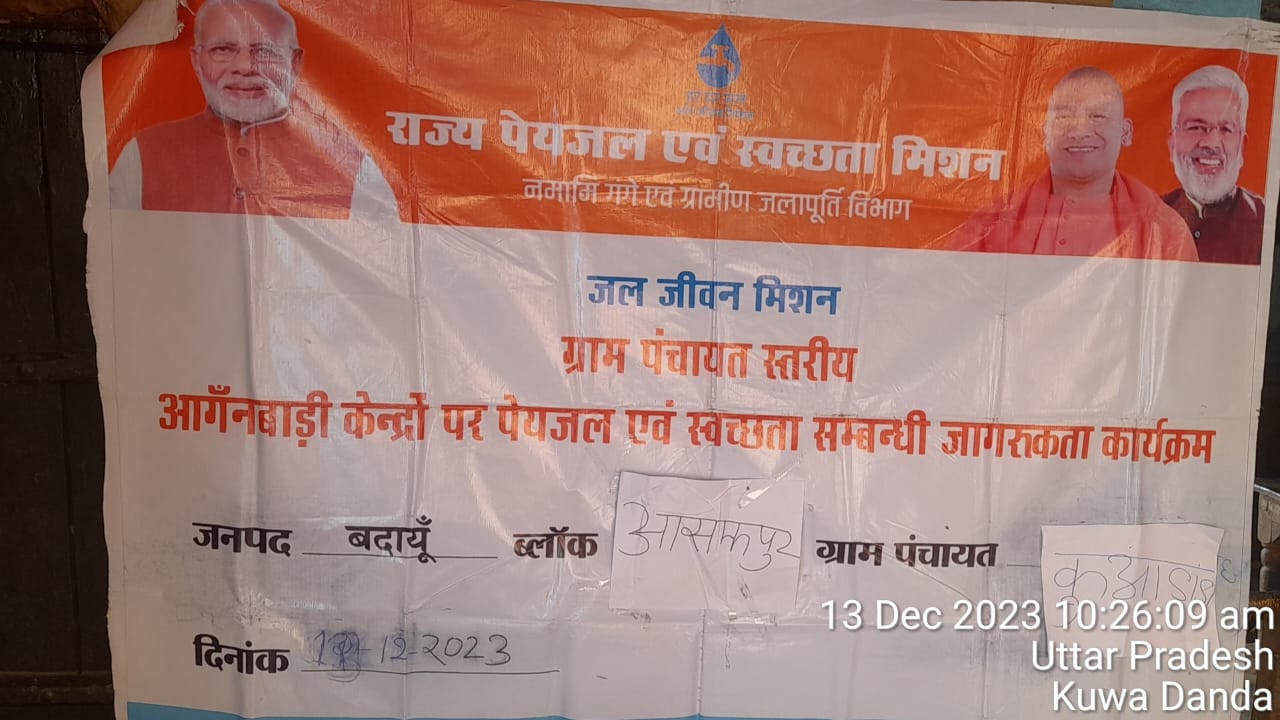 राज्य पेयजल एवं स्वच्छता मिशन
नमामि गंगे एवं ग्रामीण जलापूर्ति विभाग
जल जीवन मिशन
ग्राम पंचायत स्तरीय
आगँनबाड़ी केन्द्रों पर पेयजल एवं स्वच्छता सम्बन्धी जागरुकता कार्यक्रम
जनपद बदायूँ ब्लॉक आसफपुर ग्राम पंचायत
दिनांक
13 Dec 2023 10:26:09 am
Uttar Pradesh
Kuwa Danda